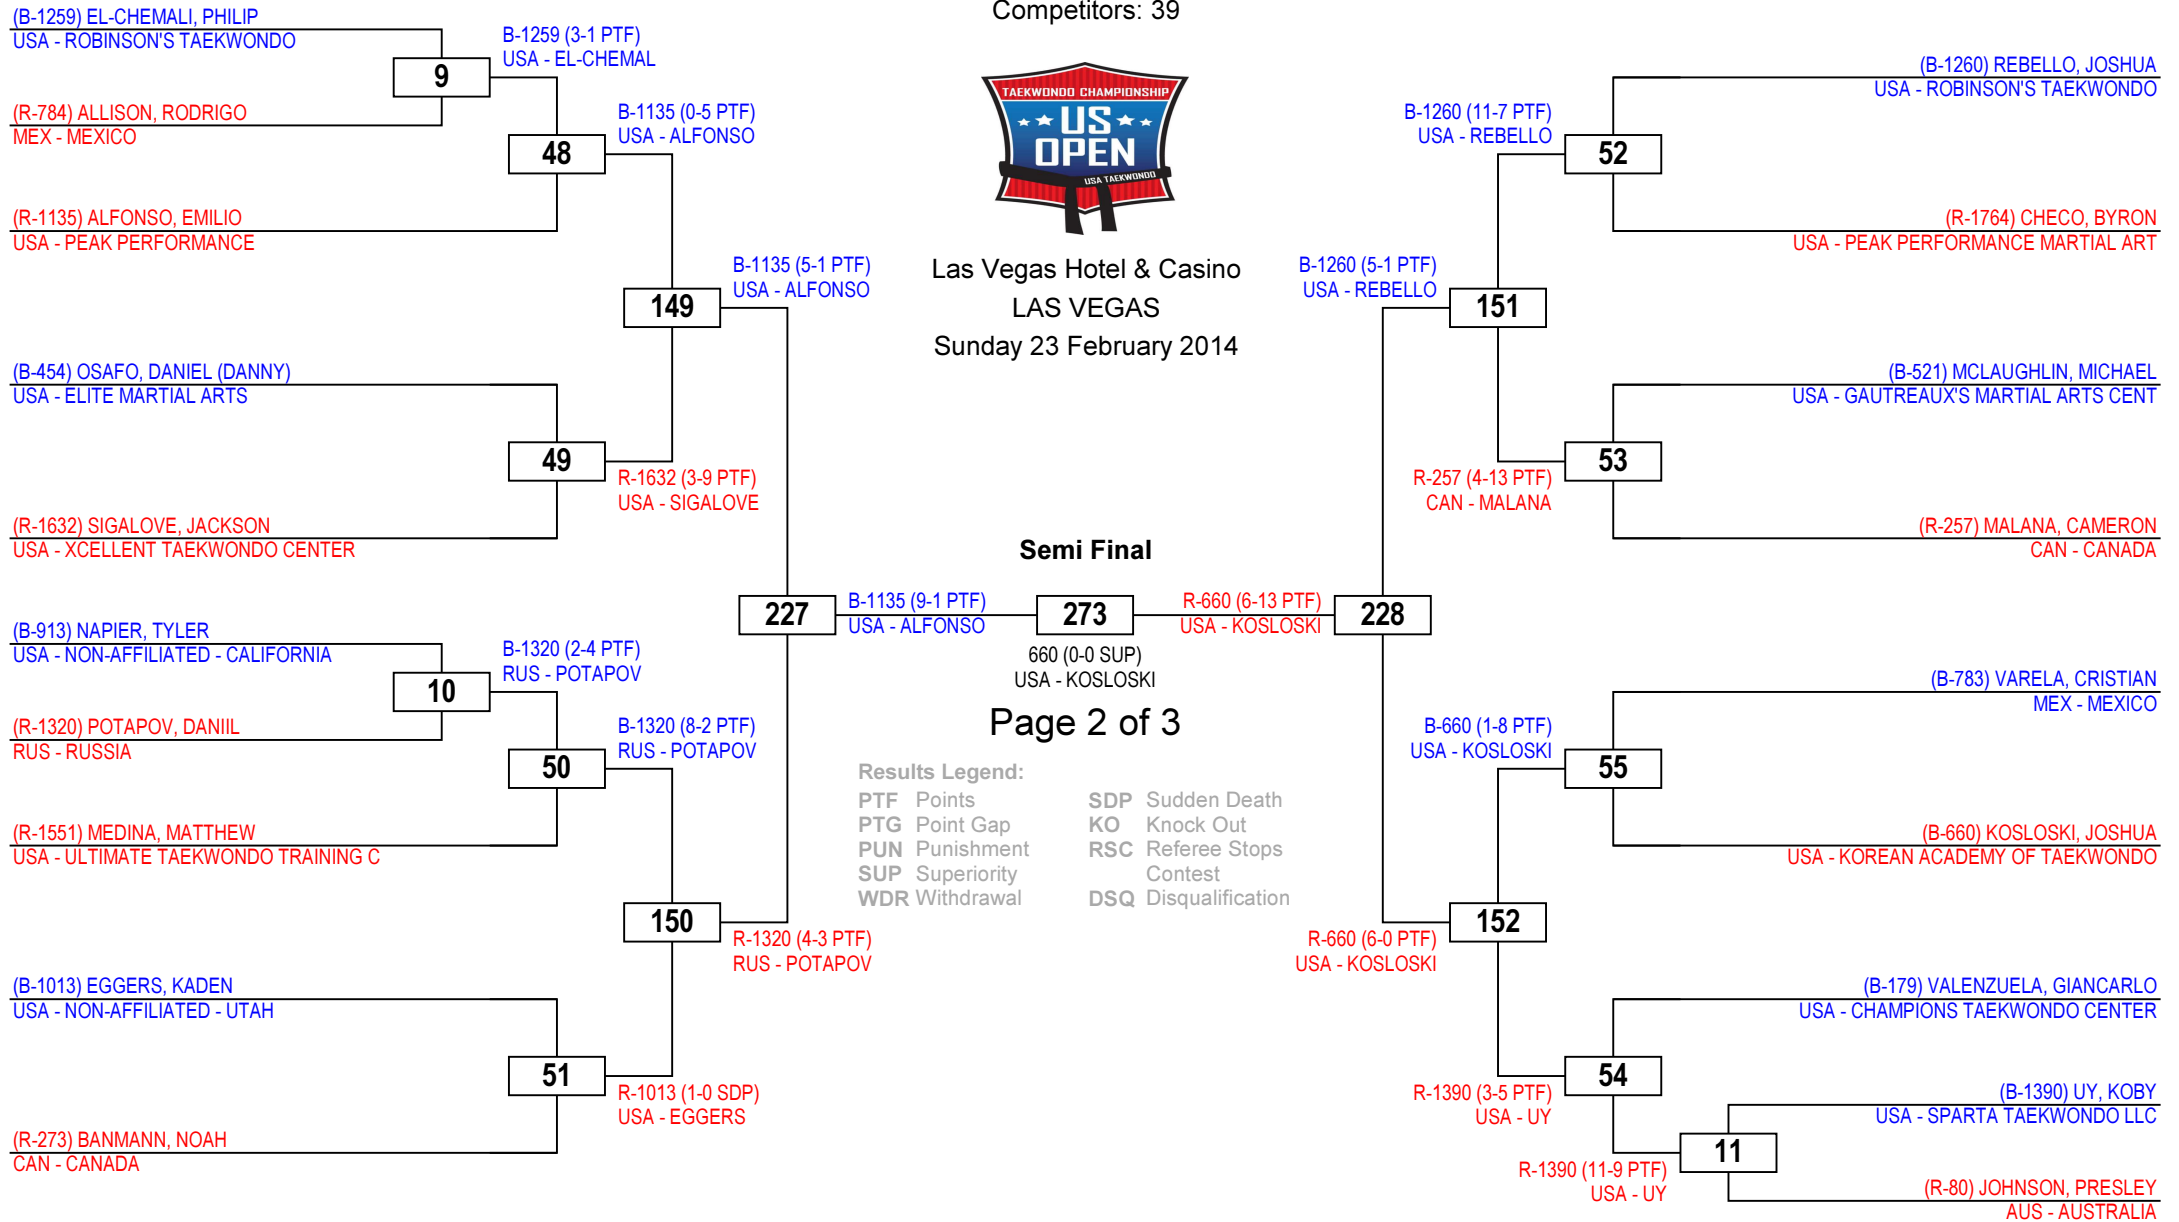 Competitors: 39
TAEKWONDO CHAMPIONSHIP
US
OPEN
USA TAEKWONDO
Las Vegas Hotel & Casino
LAS VEGAS
Sunday 23 February 2014
(B-1259) EL-CHEMALI, PHILIP
USA - ROBINSON'S TAEKWONDO
9
(R-784) ALLISON, RODRIGO
MEX - MEXICO
B-1259 (3-1 PTF)
USA - EL-CHEMAL
48
(R-1135) ALFONSO, EMILIO
USA - PEAK PERFORMANCE
B-1135 (0-5 PTF)
USA - ALFONSO
149
(B-454) OSAFO, DANIEL (DANNY)
USA - ELITE MARTIAL ARTS
49
(R-1632) SIGALOVE, JACKSON
USA - XCELLENT TAEKWONDO CENTER
R-1632 (3-9 PTF)
USA - SIGALOVE
B-1135 (5-1 PTF)
USA - ALFONSO
227
(B-913) NAPIER, TYLER
USA - NON-AFFILIATED - CALIFORNIA
10
(R-1320) POTAPOV, DANIIL
RUS - RUSSIA
B-1320 (2-4 PTF)
RUS - POTAPOV
50
(R-1551) MEDINA, MATTHEW
USA - ULTIMATE TAEKWONDO TRAINING C
B-1320 (8-2 PTF)
RUS - POTAPOV
150
(B-1013) EGGERS, KADEN
USA - NON-AFFILIATED - UTAH
51
(R-273) BANMANN, NOAH
CAN - CANADA
R-1013 (1-0 SDP)
USA - EGGERS
R-1320 (4-3 PTF)
RUS - POTAPOV
B-1135 (9-1 PTF)
USA - ALFONSO
Semi Final
273
660 (0-0 SUP)
USA - KOSLOSKI
Page 2 of 3
Results Legend:
PTF Points
PTG Point Gap
PUN Punishment
SUP Superiority
WDR Withdrawal
SDP Sudden Death
KO Knock Out
RSC Referee Stops
Contest
DSQ Disqualification
R-660 (6-13 PTF)
USA - KOSLOSKI
228
B-1260 (5-1 PTF)
USA - REBELLO
151
B-1260 (11-7 PTF)
USA - REBELLO
52
(B-1260) REBELLO, JOSHUA
USA - ROBINSON'S TAEKWONDO
(R-1764) CHECO, BYRON
USA - PEAK PERFORMANCE MARTIAL ART
R-257 (4-13 PTF)
CAN - MALANA
53
(B-521) MCLAUGHLIN, MICHAEL
USA - GAUTREAUX'S MARTIAL ARTS CENT
(R-257) MALANA, CAMERON
CAN - CANADA
R-660 (6-0 PTF)
USA - KOSLOSKI
152
B-660 (1-8 PTF)
USA - KOSLOSKI
55
(B-783) VARELA, CRISTIAN
MEX - MEXICO
(B-660) KOSLOSKI, JOSHUA
USA - KOREAN ACADEMY OF TAEKWONDO
R-1390 (3-5 PTF)
USA - UY
54
(B-179) VALENZUELA, GIANCARLO
USA - CHAMPIONS TAEKWONDO CENTER
R-1390 (11-9 PTF)
USA - UY
11
(B-1390) UY, KOBY
USA - SPARTA TAEKWONDO LLC
(R-80) JOHNSON, PRESLEY
AUS - AUSTRALIA